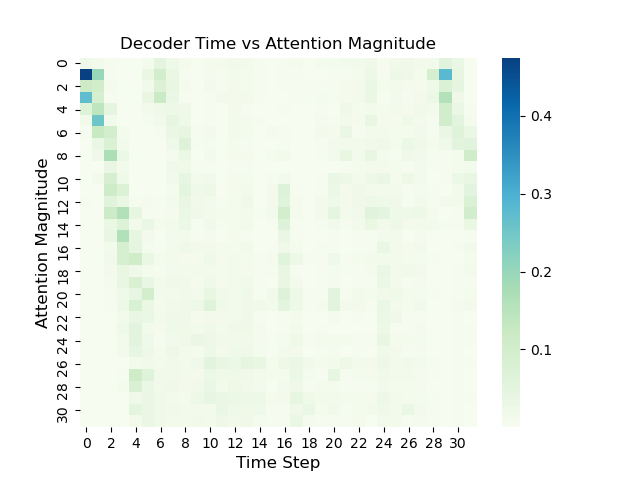 Decoder Time vs Attention Magnitude
Attention Magnitude
0 2 4 6 8 10 12 14 16 18 20 22 24 26 28 30
0 2 4 6 8 10 12 14 16 18 20 22 24 26 28 30
Time Step
0.4
0.3
0.2
0.1